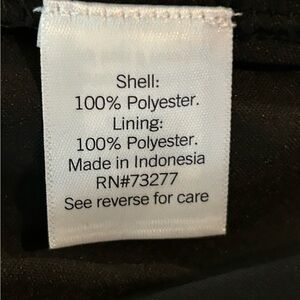 Shell:
100% Polyester.
Lining:
100% Polyester.
Made in Indonesia
RN#73277
See reverse for care